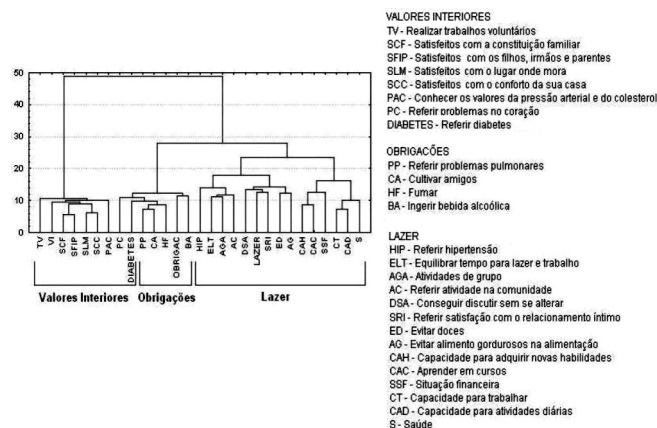 50
40
30
20
10
0
TV
VI
SCF
SFIP
SLM
SCC
PAC
PC
DIABETES
PP
CA
HF
OBRIGAC
BA
HIP
ELT
AGA
AC
DSA
LAZER
SRI
ED
AG
CAH
CAC
SSF
CT
CAD
S
Valores Interiores
Obrigações
Lazer
VALORES INTERIORES
TV - Realizar trabalhos voluntários
SCF - Satisfeitos com a constituição familiar
SFIP - Satisfeitos com os filhos, irmãos e parentes
SLM - Satisfeitos com o lugar onde mora
SCC - Satisfeitos com o conforto da sua casa
PAC - Conhecer os valores da pressão arterial e do colesterol
PC - Referir problemas no coração
DIABETES - Referir diabetes
OBRIGACÕES
PP - Referir problemas pulmonares
CA - Cultivar amigos
HF - Fumar
BA - Ingerir bebida alcoólica
LAZER
HIP - Referir hipertensão
ELT - Equilibrar tempo para lazer e trabalho
AGA - Atividades de grupo
AC - Referir atividade na comunidade
DSA - Conseguir discutir sem se alterar
SRI - Referir satisfação com o relacionamento íntimo
ED - Evitar doces
AG - Evitar alimento gordurosos na alimentação
CAH - Capacidade para adquirir novas habilidades
CAC - Aprender em cursos
SSF - Situação financeira
CT - Capacidade para trabalhar
CAD - Capacidade para atividades diárias
S - Saúde